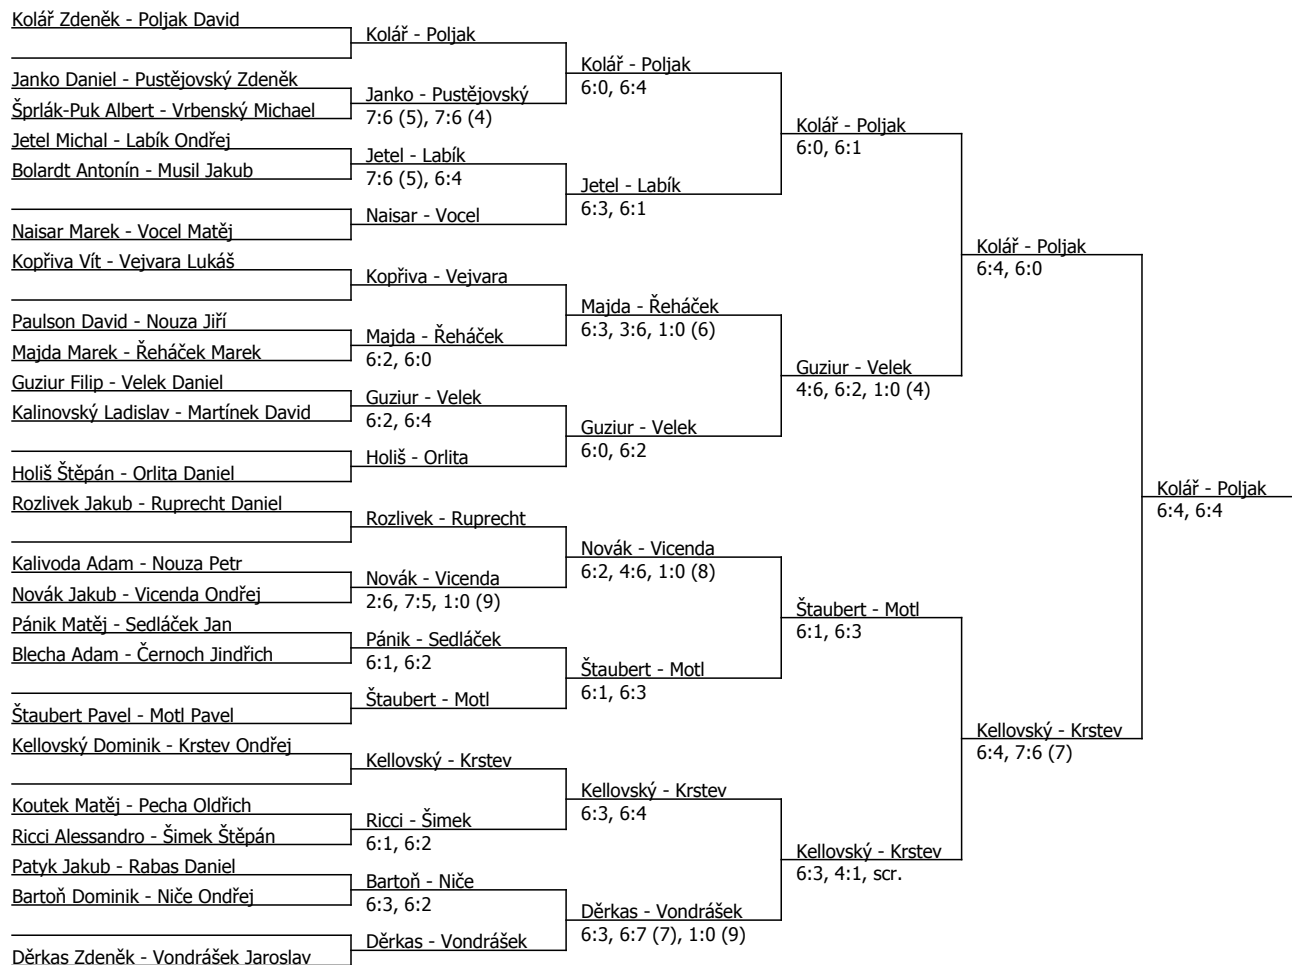 Kolář Zdeněk - Poljak David
Janko Daniel - Pustějovský Zdeněk
Šprlák-Puk Albert - Vrbenský Michael
Jetel Michal - Labík Ondřej
Bolardt Antonín - Musil Jakub
Naisar Marek - Vocel Matěj
Kopřiva Vít - Vejvara Lukáš
Paulson David - Nouza Jiří
Majda Marek - Řeháček Marek
Guziur Filip - Velek Daniel
Kalinovský Ladislav - Martínek David
Holiš Štěpán - Orlita Daniel
Rozlivek Jakub - Ruprecht Daniel
Kalivoda Adam - Nouza Petr
Novák Jakub - Vicenda Ondřej
Pánik Matěj - Sedláček Jan
Blecha Adam - Černoch Jindřich
Štaubert Pavel - Motl Pavel
Kellovský Dominik - Krstev Ondřej
Koutek Matěj - Pecha Oldřich
Ricci Alessandro - Šimek Štěpán
Patyk Jakub - Rabas Daniel
Bartoň Dominik - Niče Ondřej
Děrkas Zdeněk - Vondrášek Jaroslav
Kolář - Poljak
Janko - Pustějovský
7:6 (5), 7:6 (4)
Jetel - Labík
7:6 (5), 6:4
Naisar - Vocel
Kopřiva - Vejvara
Majda - Řeháček
6:2, 6:0
Guziur - Velek
6:2, 6:4
Holiš - Orlita
Rozlivek - Ruprecht
Novák - Vicenda
2:6, 7:5, 1:0 (9)
Pánik - Sedláček
6:1, 6:2
Štaubert - Motl
Kellovský - Krstev
Ricci - Šimek
6:1, 6:2
Bartoň - Niče
6:3, 6:2
Děrkas - Vondrášek
Kolář - Poljak
6:0, 6:4
Jetel - Labík
6:3, 6:1
Majda - Řeháček
6:3, 3:6, 1:0 (6)
Guziur - Velek
6:0, 6:2
Novák - Vicenda
6:2, 4:6, 1:0 (8)
Štaubert - Motl
6:1, 6:3
Kellovský - Krstev
6:3, 6:4
Děrkas - Vondrášek
6:3, 6:7 (7), 1:0 (9)
Kolář - Poljak
6:0, 6:1
Guziur - Velek
4:6, 6:2, 1:0 (4)
Štaubert - Motl
6:1, 6:3
Kellovský - Krstev
6:3, 4:1, scr.
Kolář - Poljak
6:4, 6:0
Kellovský - Krstev
6:4, 7:6 (7)
Kolář - Poljak
6:4, 6:4